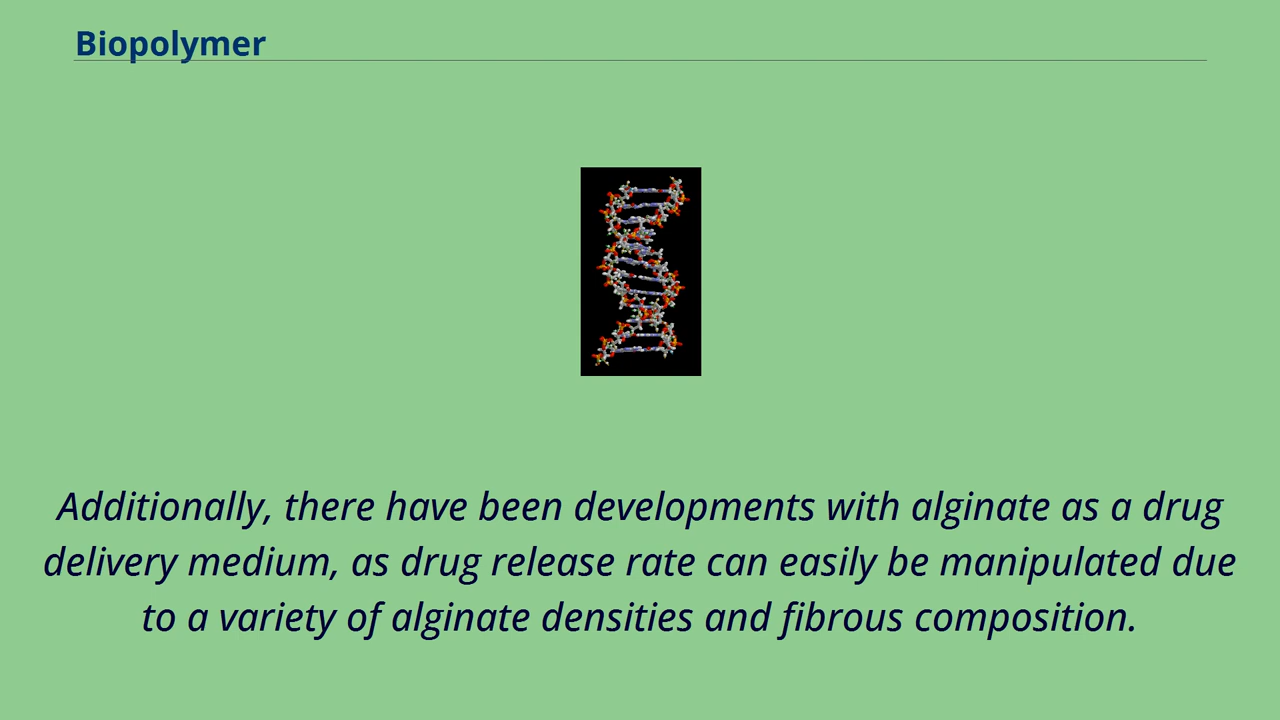 Biopolymer
Additionally, there have been developments with alginate as a drug
delivery medium, as drug release rate can easily be manipulated due
to a variety of alginate densities and fibrous composition.